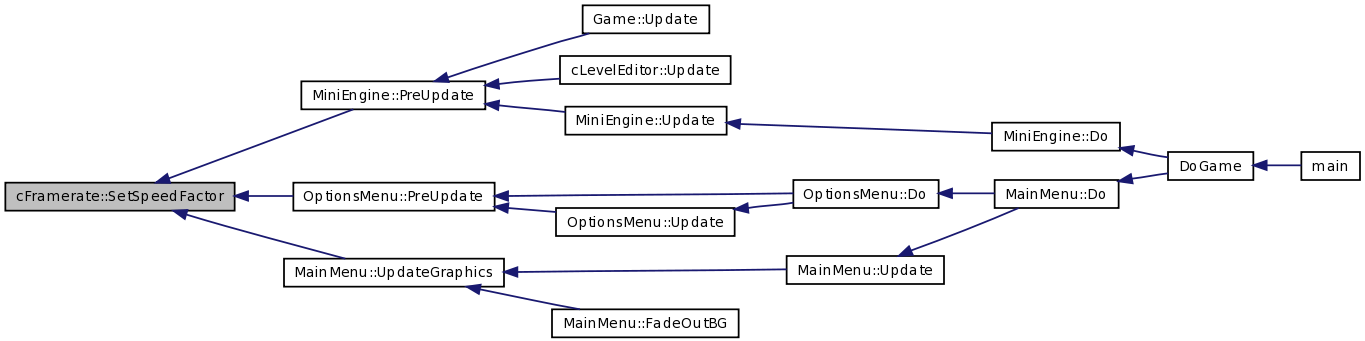 Game::Update
cLevelEditor::Update
MiniEngine::PreUpdate
MiniEngine::Update
MiniEngine::Do
DoGame
main
cFramerate::SetSpeedFactor
OptionsMenu::PreUpdate
OptionsMenu::Do
MainMenu::Do
OptionsMenu::Update
MainMenu::UpdateGraphics
MainMenu::Update
MainMenu::FadeOutBG